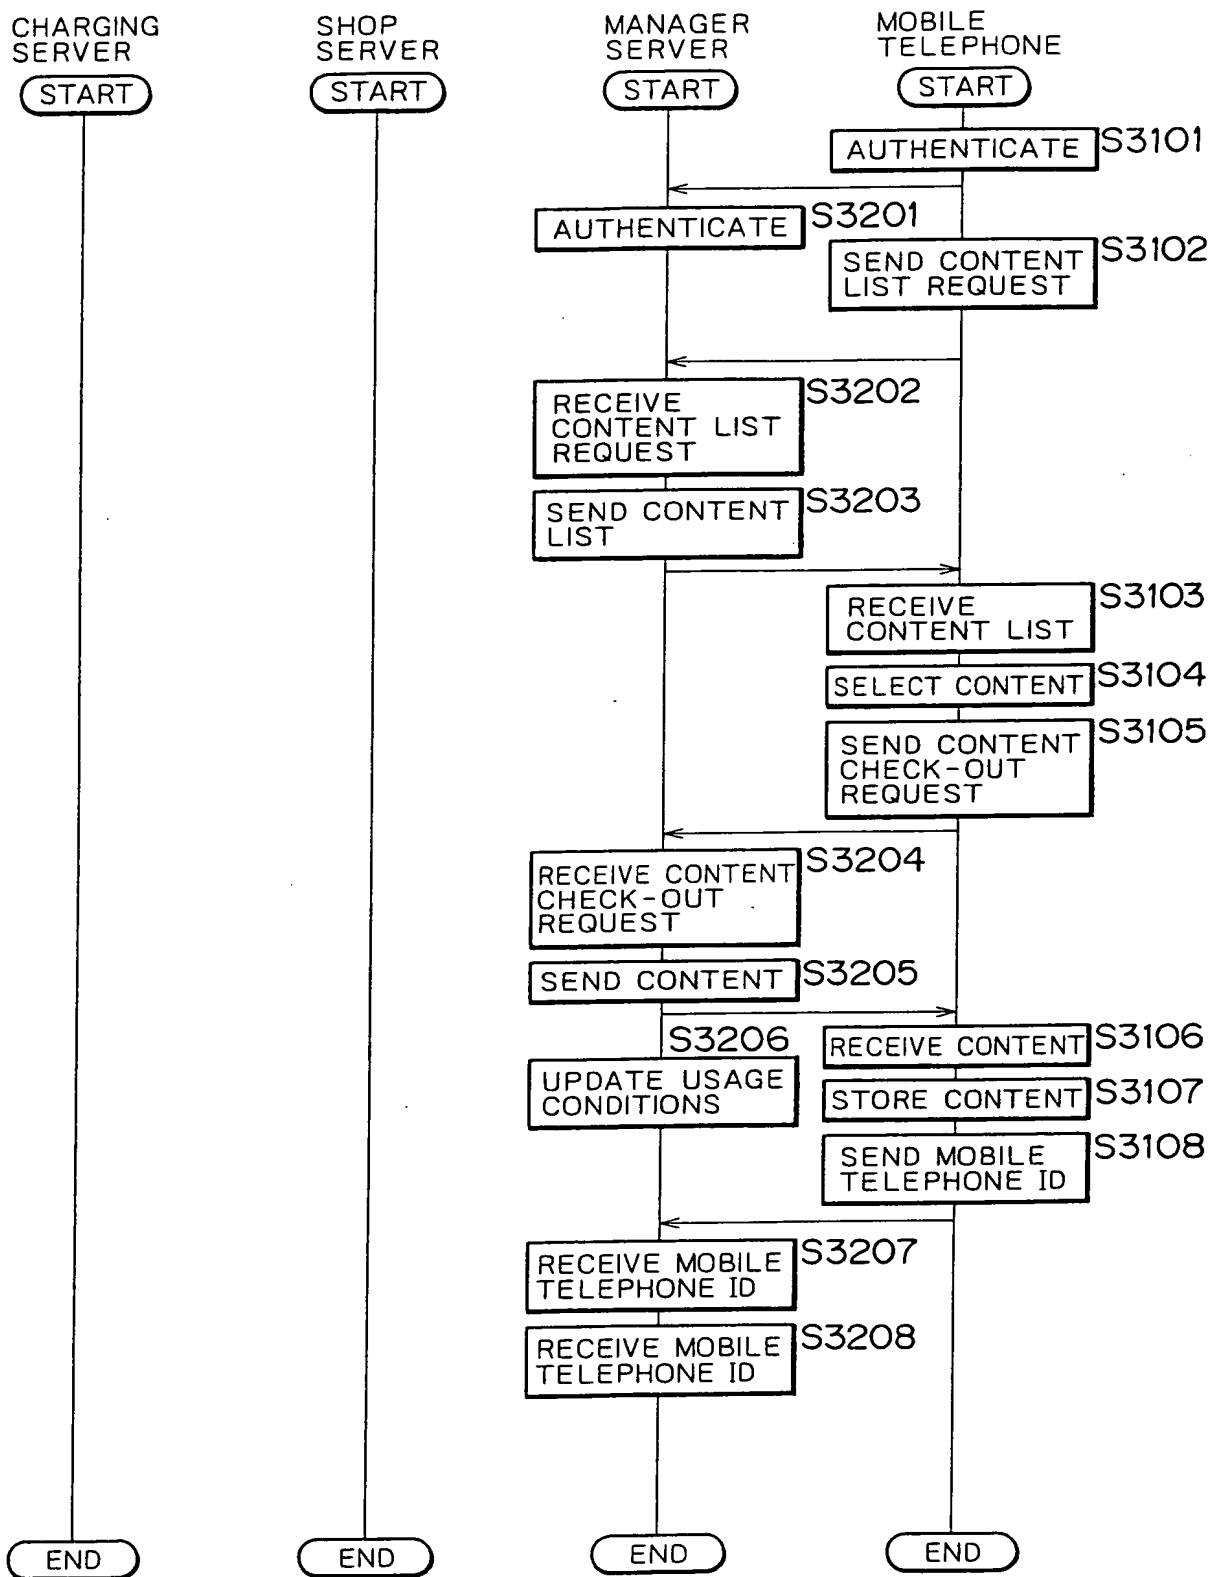 CHARGING
SERVER
SHOP
SERVER
MANAGER
SERVER
MOBILE
TELEPHONE
START
START
START
START
AUTHENTICATE
S3101
AUTHENTICATE
S3201
SEND CONTENT
LIST REQUEST
S3102
RECEIVE
CONTENT LIST
REQUEST
S3202
SEND CONTENT
LIST
S3203
RECEIVE
CONTENT LIST
S3103
SELECT CONTENT
S3104
SEND CONTENT
CHECK-OUT
REQUEST
S3105
RECEIVE CONTENT
CHECK-OUT
REQUEST
S3204
SEND CONTENT
S3205
S3206
UPDATE USAGE
CONDITIONS
RECEIVE CONTENT
S3106
STORE CONTENT
S3107
SEND MOBILE
TELEPHONE ID
S3108
RECEIVE MOBILE
TELEPHONE ID
S3207
RECEIVE MOBILE
TELEPHONE ID
S3208
END
END
END
END